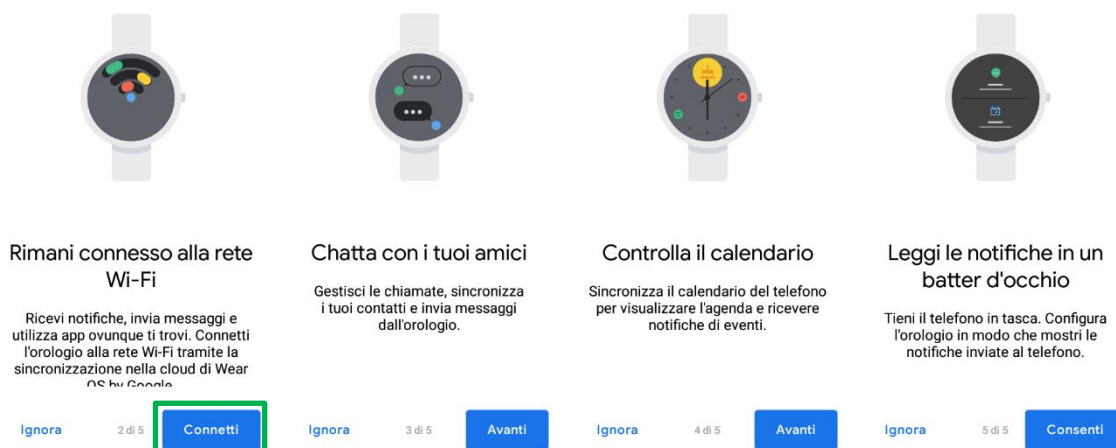 Rimani connesso alla rete
Wi-Fi
Ricevi notifiche, invia messaggi e
utilizza app ovunque ti trovi. Connetti
l'orologio alla rete Wi-Fi tramite la
sincronizzazione nella cloud di Wear
OS by Google
Ignora
2 di 5
Connetti
Chatta con i tuoi amici
Gestisci le chiamate, sincronizza
i tuoi contatti e invia messaggi
dall'orologio.
Ignora
3 di 5
Avanti
Controlla il calendario
Sincronizza il calendario del telefono
per visualizzare l'agenda e ricevere
notifiche di eventi.
Ignora
4 di 5
Avanti
Leggi le notifiche in un
batter d'occhio
Tieni il telefono in tasca. Configura
l'orologio in modo che mostri le
notifiche inviate al telefono.
Ignora
5 di 5
Consenti